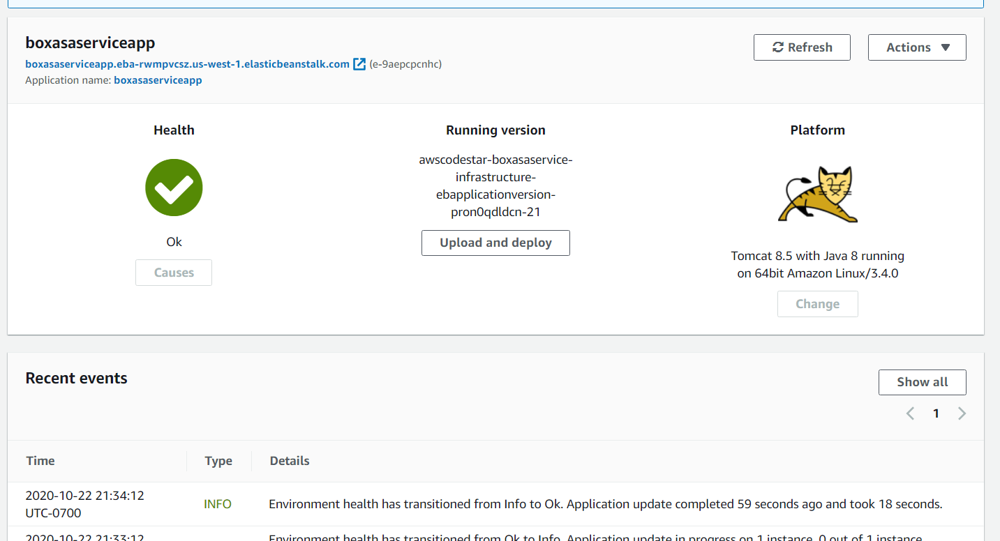 boxasaserviceapp
Refresh
Actions
boxasaserviceapp.eba-rwmpvcsz.us-west-1.elasticbeanstalk.com (e-9aepcpcnhc)
Application name: boxasaserviceapp
Health
Ok
Causes
Running version
awscodestar-boxasaservice-
infrastructure-
ebapplicationversion-
pron0qdldcn-21
Upload and deploy
Platform
Tomcat 8.5 with Java 8 running
on 64bit Amazon Linux/3.4.0
Change
Recent events
Show all
1
Time
Type
Details
2020-10-22 21:34:12
UTC-0700
INFO
Environment health has transitioned from Info to Ok. Application update completed 59 seconds ago and took 18 seconds.
2020-10-22 21:33:12
Environment health has transitioned from Ok to Info. Application update in progress on 1 instance. 0 out of 1 instance